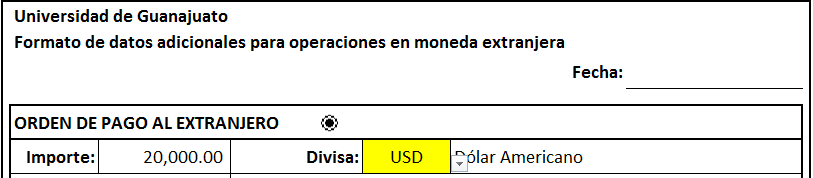 Universidad de Guanajuato
Formato de datos adicionales para operaciones en moneda extranjera
Fecha:
ORDEN DE PAGO AL EXTRANJERO
Importe: 20,000.00 Divisa: USD Dólar Americano